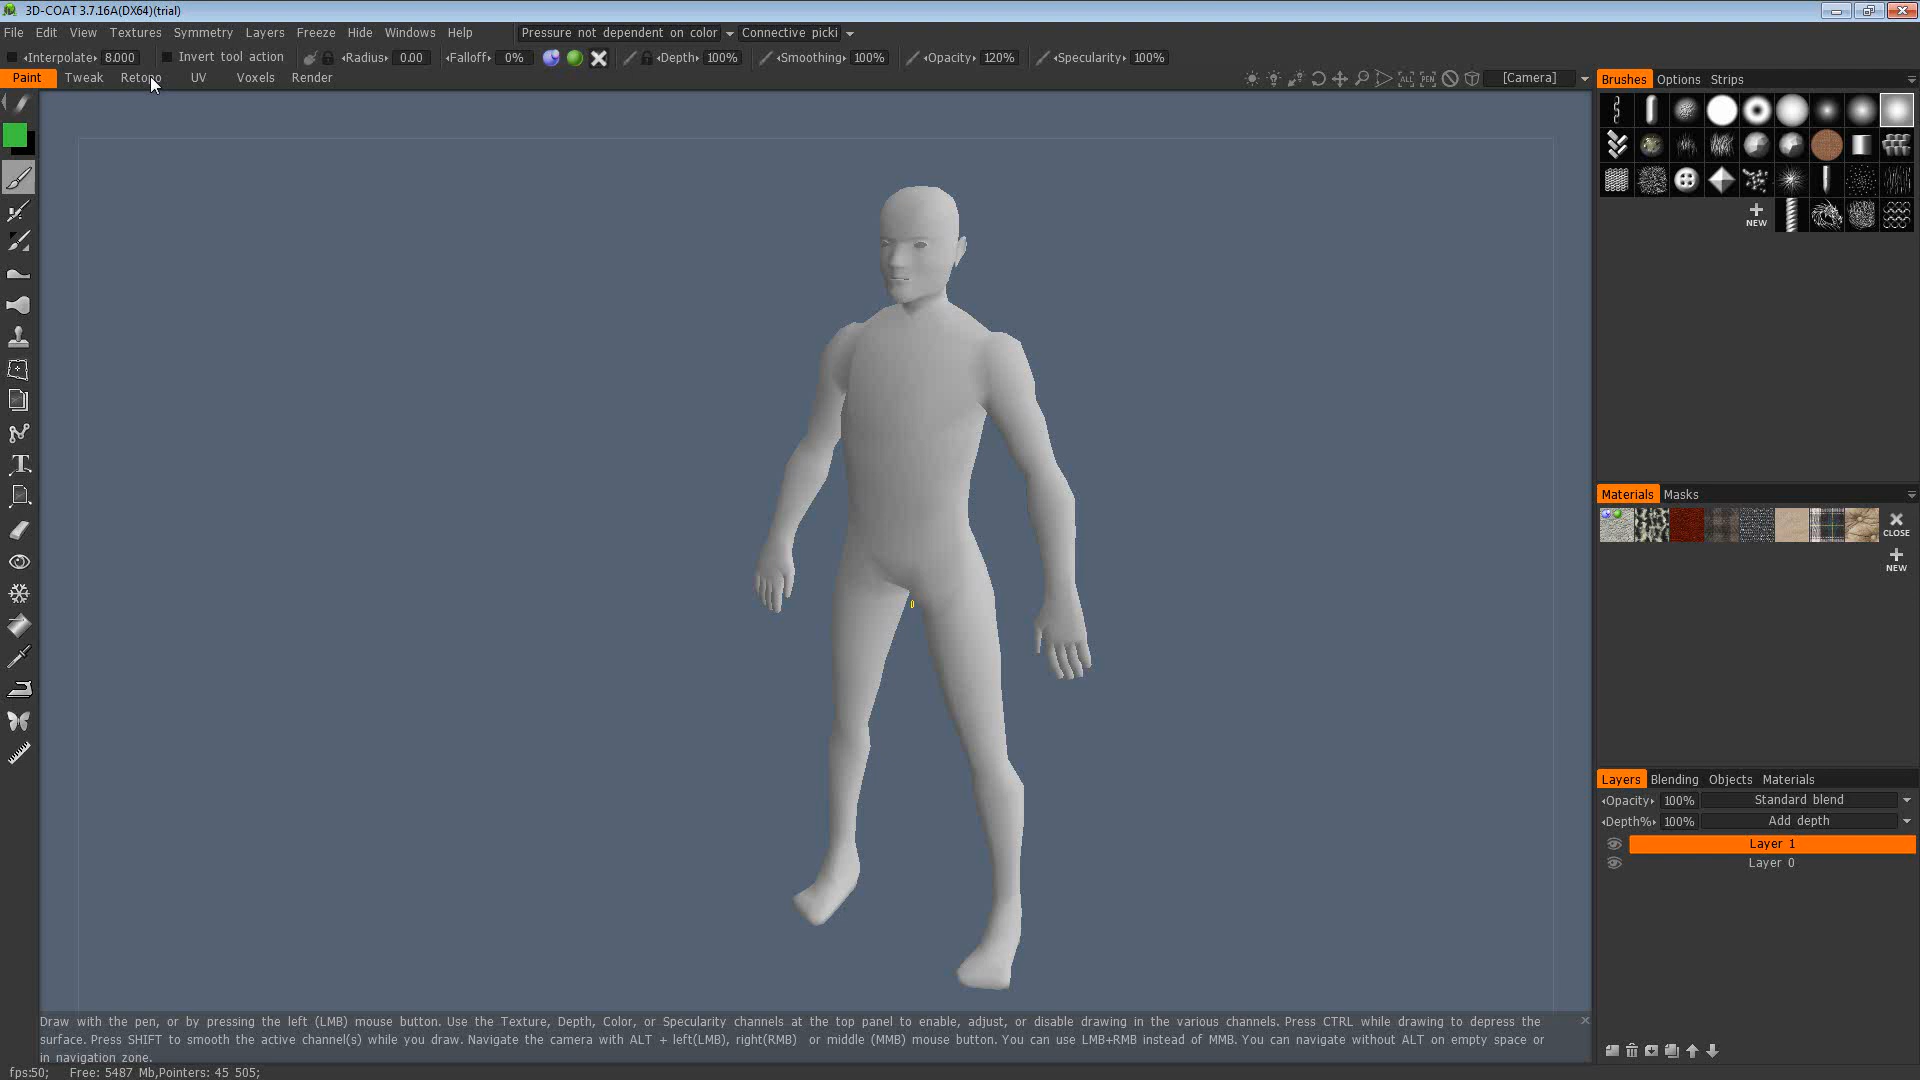 3D-COAT 3.7.16A(DX64)(trial)
File Edit View Textures Symmetry Layers Freeze Hide Windows Help Pressure not dependent on color Connective picki
Interpolate 8.000 Invert tool action Radius 0.00 Falloff 0% Depth 100% Smoothing 100% Opacity 120% Specularity 100%
Paint Tweak Retopo UV Voxels Render ALL PEN [Camera] Brushes Options Strips
NEW
Materials Masks
CLOSE
NEW
Layers Blending Objects Materials
Opacity 100% Standard blend
Depth% 100% Add depth
Layer 1
Layer 0
Draw with the pen, or by pressing the left (LMB) mouse button. Use the Texture, Depth, Color, or Specularity channels at the top panel to enable, adjust, or disable drawing in the various channels. Press CTRL while drawing to depress the
surface. Press SHIFT to smooth the active channel(s) while you draw. Navigate the camera with ALT + left(LMB), right(RMB) or middle (MMB) mouse button. You can use LMB+RMB instead of MMB. You can navigate without ALT on empty space or
in navigation zone.
fps:50; Free: 5487 Mb,Pointers: 45 505;